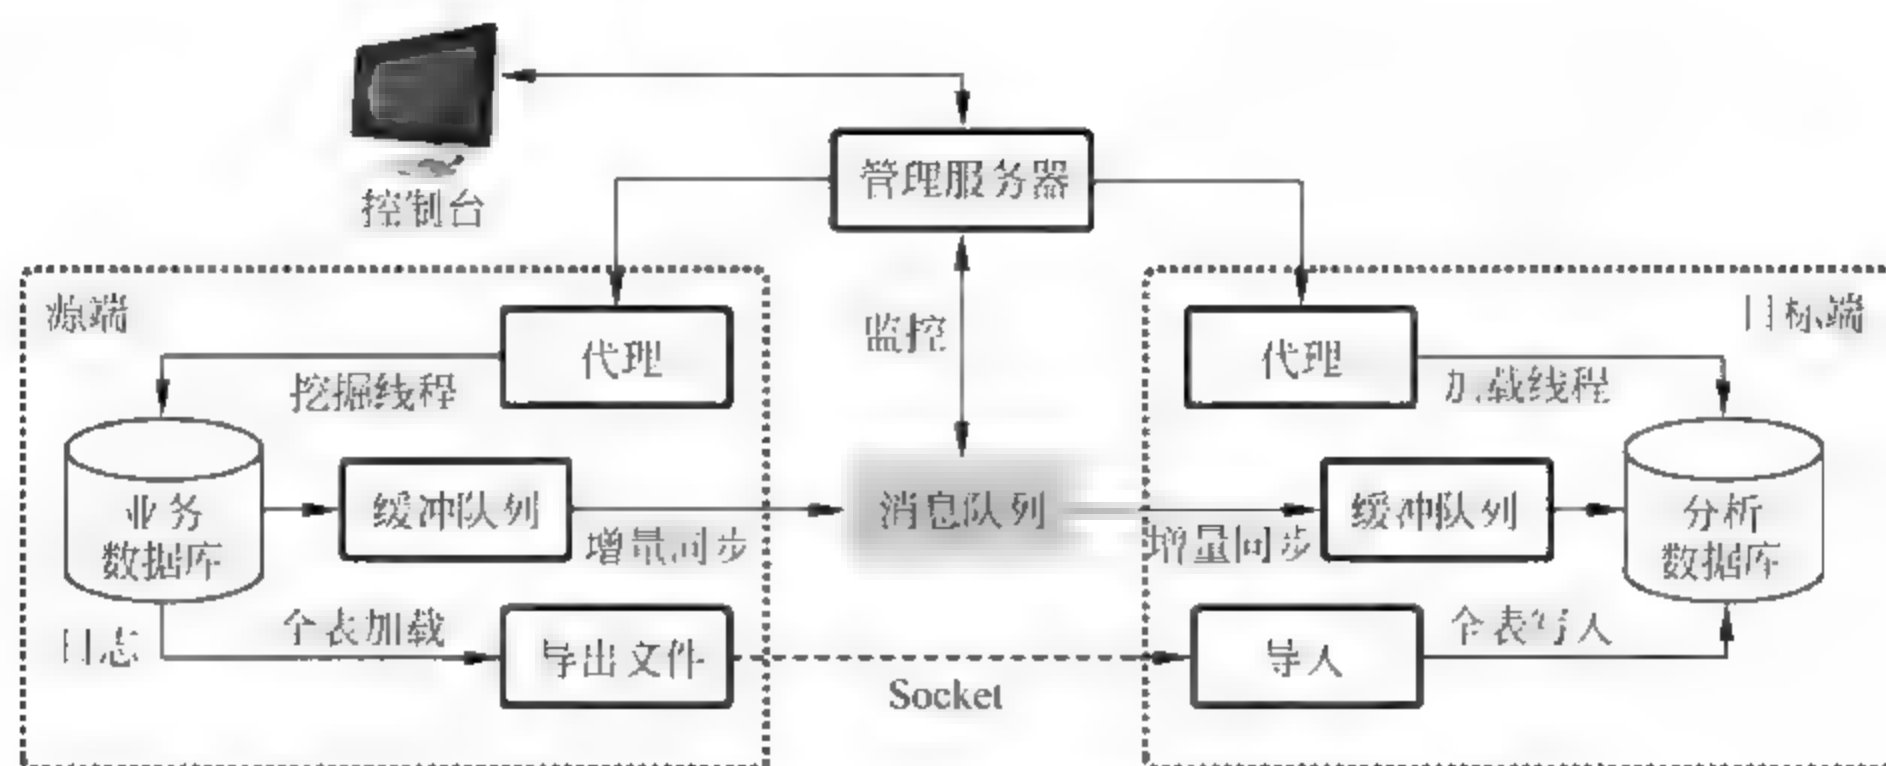 管理服务器
控制台
源端
目标端
代理
监控
代理
挖掘线程
加载线程
业务
数据库
缓冲队列
增量同步
消息队列
增量同步
缓冲队列
分析
数据库
日志
全表加载
导出文件
Socket
导入
全表写入